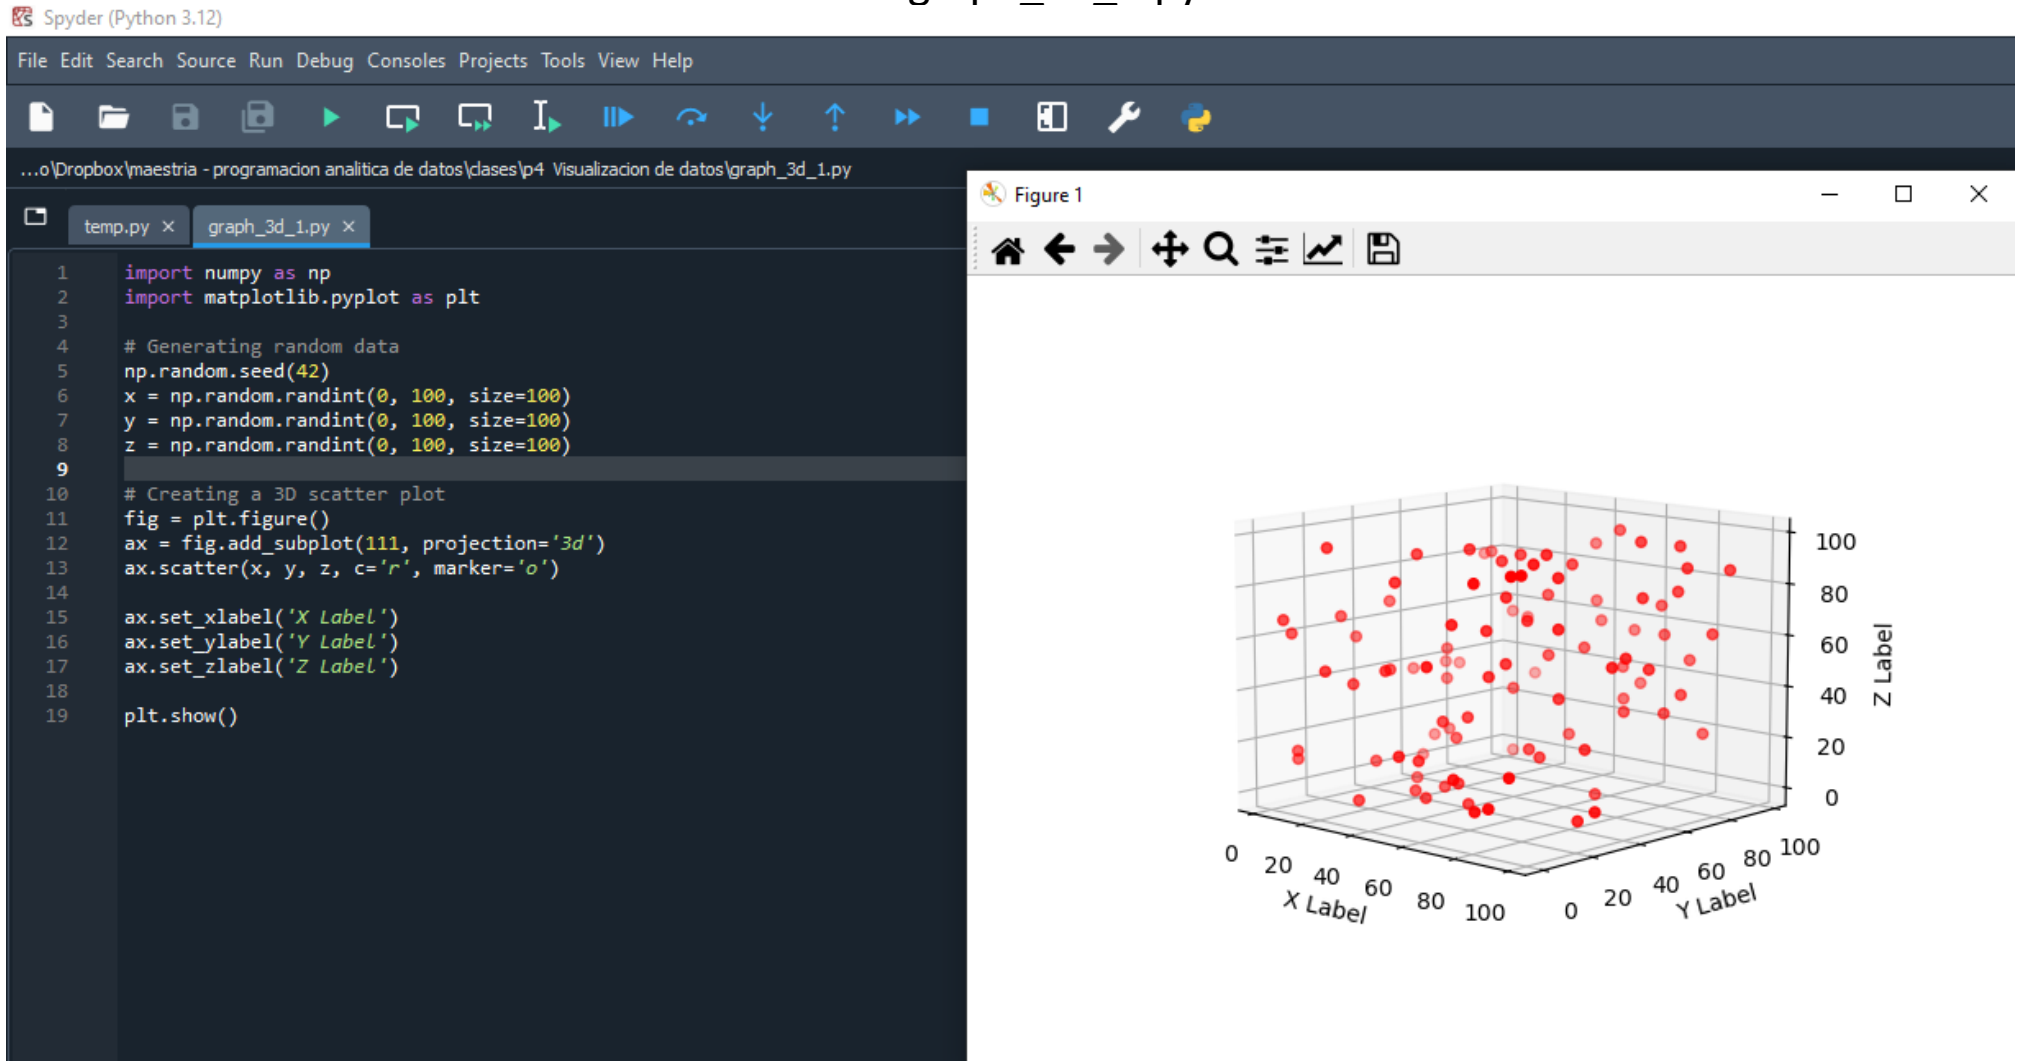 Spyder (Python 3.12)
File Edit Search Source Run Debug Consoles Projects Tools View Help
...o\Dropbox\maestria - programacion analitica de datos\clases\p4 Visualizacion de datos\graph_3d_1.py
temp.py
graph_3d_1.py
1 import numpy as np
2 import matplotlib.pyplot as plt
3
4 # Generating random data
5 np.random.seed(42)
6 x = np.random.randint(0, 100, size=100)
7 y = np.random.randint(0, 100, size=100)
8 z = np.random.randint(0, 100, size=100)
9
10 # Creating a 3D scatter plot
11 fig = plt.figure()
12 ax = fig.add_subplot(111, projection='3d')
13 ax.scatter(x, y, z, c='r', marker='o')
14
15 ax.set_xlabel('X Label')
16 ax.set_ylabel('Y Label')
17 ax.set_zlabel('Z Label')
18
19 plt.show()
Figure 1
100
80
60
40
20
0
Z Label
0 20 40 60 80 100
X Label
0 20 40 60 80 100
Y Label